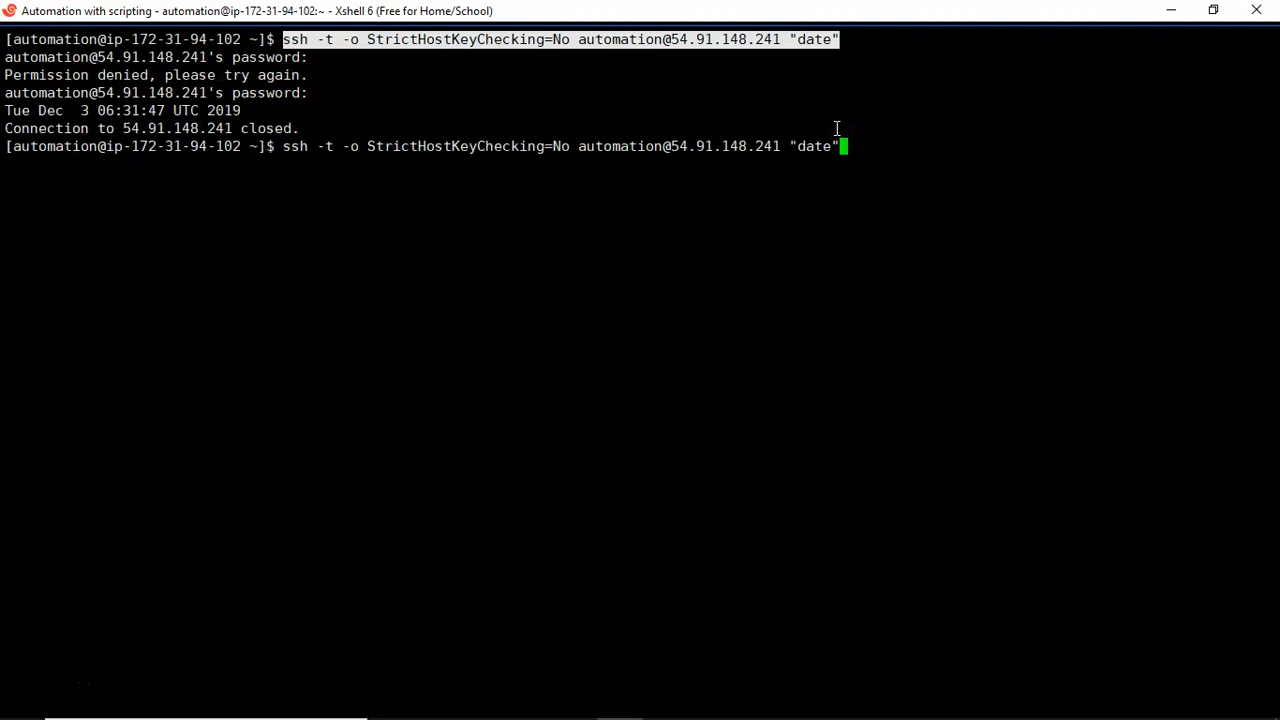 Automation with scripting - automation@ip-172-31-94-102:~ - Xshell 6 (Free for Home/School)
[automation@ip-172-31-94-102 ~]$ ssh -t -o StrictHostKeyChecking=No automation@54.91.148.241 "date"
automation@54.91.148.241's password:
Permission denied, please try again.
automation@54.91.148.241's password:
Tue Dec  3 06:31:47 UTC 2019
Connection to 54.91.148.241 closed.
[automation@ip-172-31-94-102 ~]$ ssh -t -o StrictHostKeyChecking=No automation@54.91.148.241 "date"